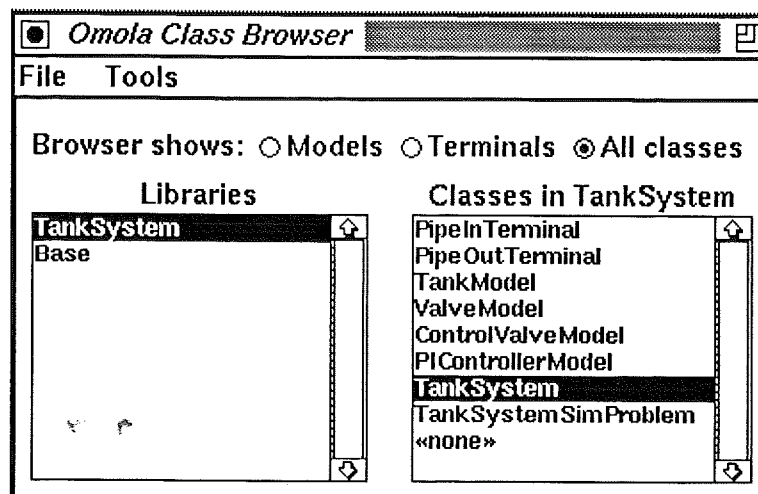 Omola Class Browser
File Tools
Browser shows: Models Terminals All classes
Libraries
TankSystem
Base
Classes in TankSystem
PipeInTerminal
PipeOutTerminal
TankModel
ValveModel
ControlValveModel
PIControllerModel
TankSystem
TankSystemSimProblem
«none»